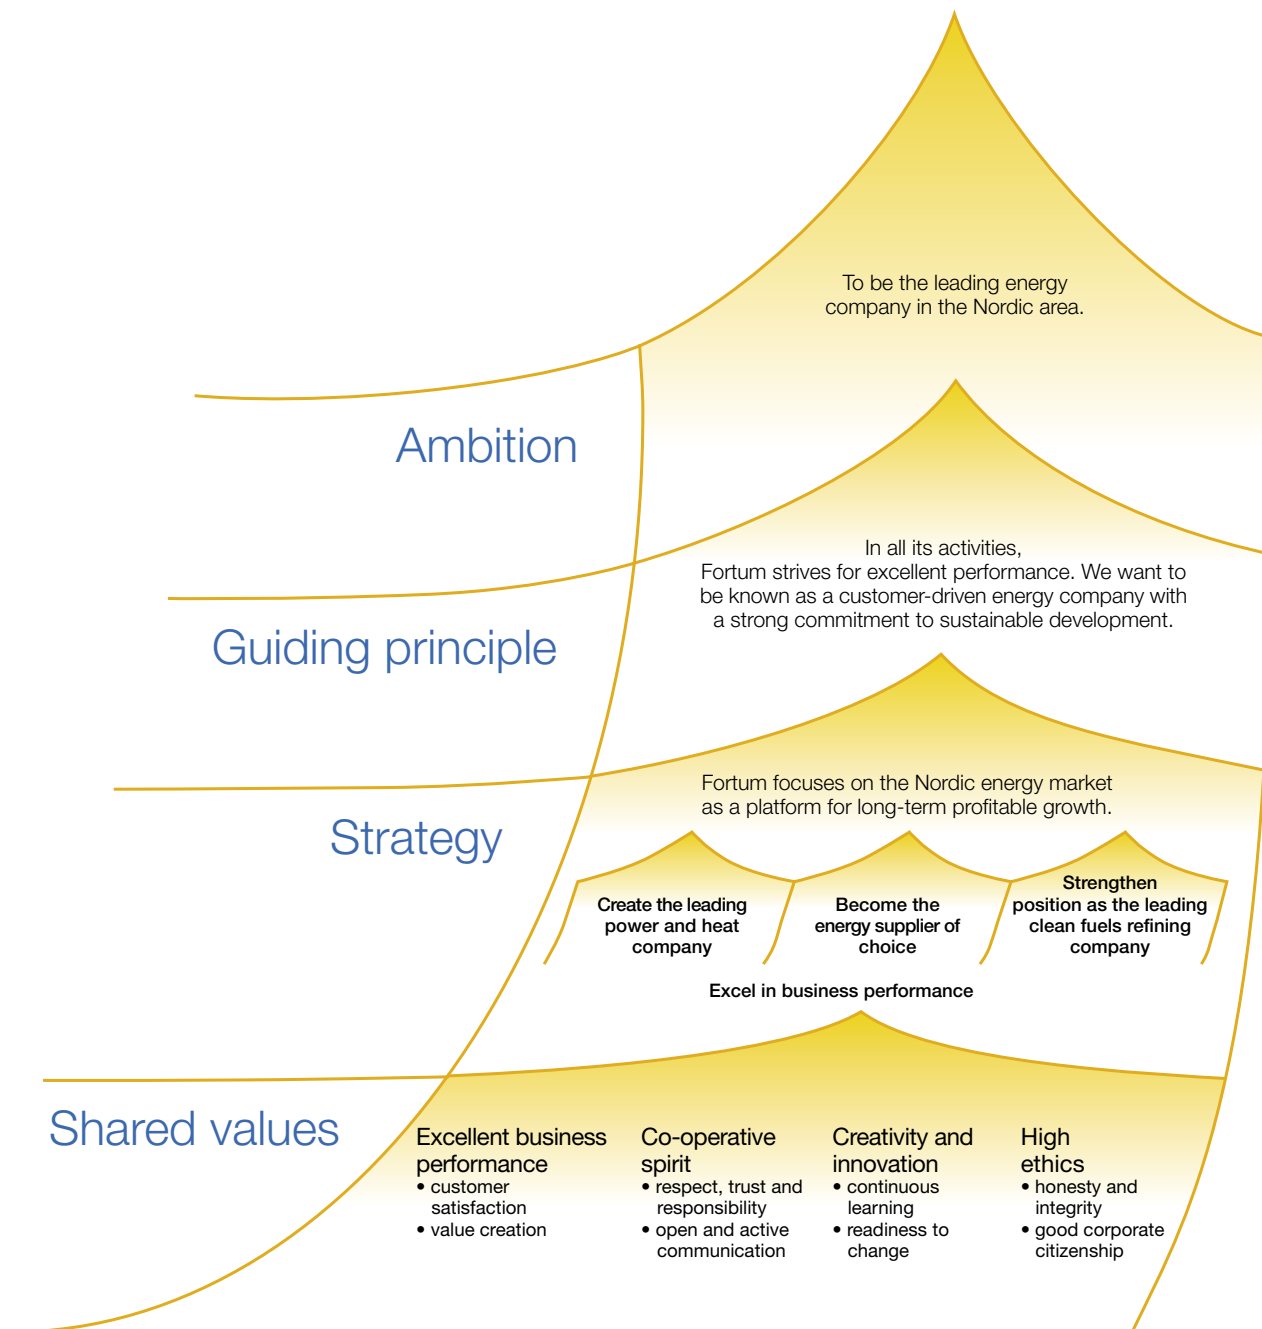 To be the leading energy
company in the Nordic area.
Ambition
In all its activities,
Fortum strives for excellent performance. We want to
be known as a customer-driven energy company with
a strong commitment to sustainable development.
Guiding principle
Fortum focuses on the Nordic energy market
as a platform for long-term profitable growth.
Strategy
Create the leading
power and heat
company
Become the
energy supplier of
choice
Strengthen
position as the leading
clean fuels refining
company
Excel in business performance
Shared values
Excellent business
performance
• customer
satisfaction
• value creation
Co-operative
spirit
• respect, trust and
responsibility
• open and active
communication
Creativity and
innovation
• continuous
learning
• readiness to
change
High
ethics
• honesty and
integrity
• good corporate
citizenship